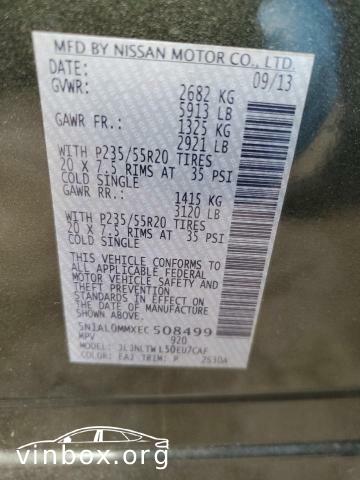 MFD BY NISSAN MOTOR CO., LTD.
DATE: 09/13
GVWR: 2682 KG
5913 LB
GAWR FR.: 1325 KG
2921 LB
WITH P235/55R20 TIRES
20 X 7.5 RIMS AT 35 PSI
COLD SINGLE
GAWR RR.: 1415 KG
3120 LB
WITH P235/55R20 TIRES
20 X 7.5 RIMS AT 35 PSI
COLD SINGLE
THIS VEHICLE CONFORMS TO
ALL APPLICABLE FEDERAL
MOTOR VEHICLE SAFETY AND
THEFT PREVENTION
STANDARDS IN EFFECT ON
THE DATE OF MANUFACTURE
SHOWN ABOVE.
5N1AL0MMXEC508499
MPV 920
MODEL: JLJNLTWL50EU7CAF
COLOR: EAJ TRIM: P 2530A
vinbox.org